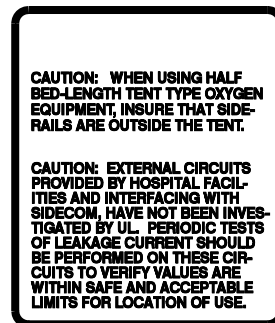 CAUTION:   WHEN USING HALF
BED-LENGTH TENT TYPE OXYGEN
EQUIPMENT, INSURE THAT SIDE-
RAILS ARE OUTSIDE THE TENT.
CAUTION:  EXTERNAL CIRCUITS
PROVIDED BY HOSPITAL FACIL-
ITIES AND INTERFACING WITH
SIDECOM, HAVE NOT BEEN INVES-
TIGATED BY UL.   PERIODIC TESTS
OF LEAKAGE CURRENT SHOULD
BE PERFORMED ON THESE CIR-
CUITS TO VERIFY VALUES ARE
WITHIN SAFE AND ACCEPTABLE
LIMITS FOR LOCATION OF USE.